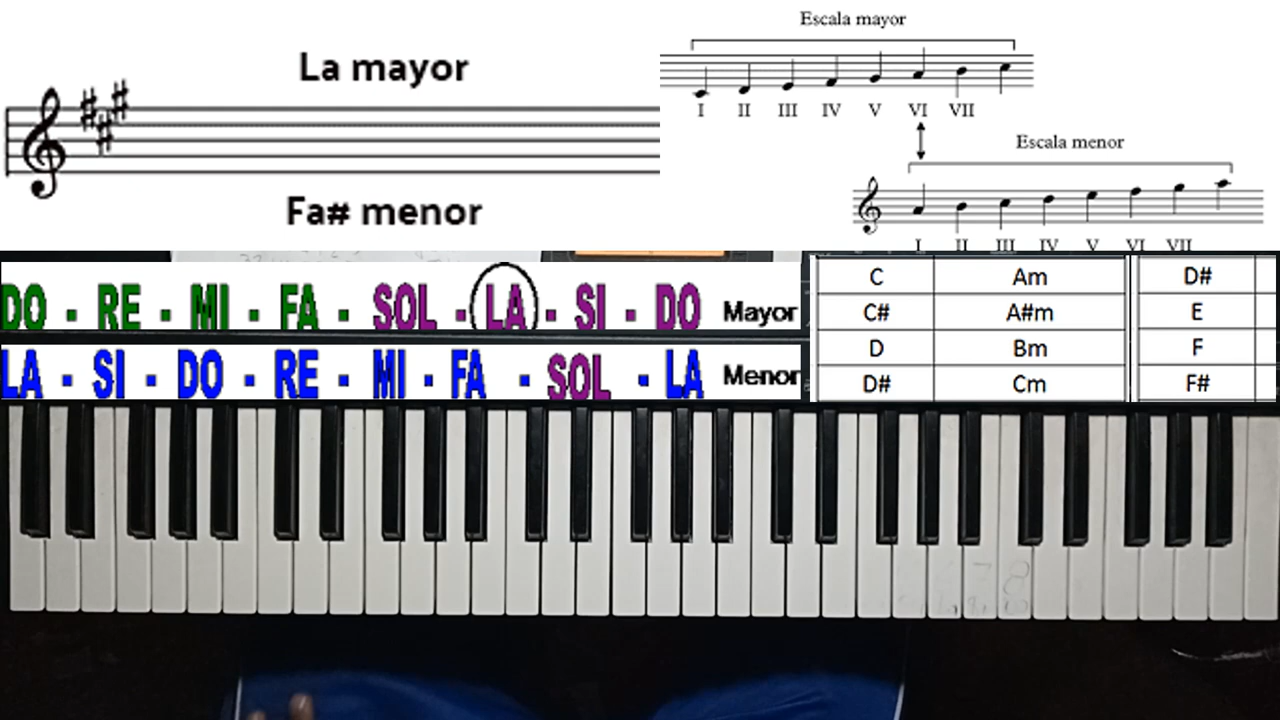 La mayor
Fa# menor
Escala mayor
I II III IV V VI VII
Escala menor
I II III IV V VI VII
DO - RE - MI - FA - SOL - LA - SI - DO Mayor
LA - SI - DO - RE - MI - FA - SOL - LA Menor
C Am D#
C# A#m E
D Bm F
D# Cm F#